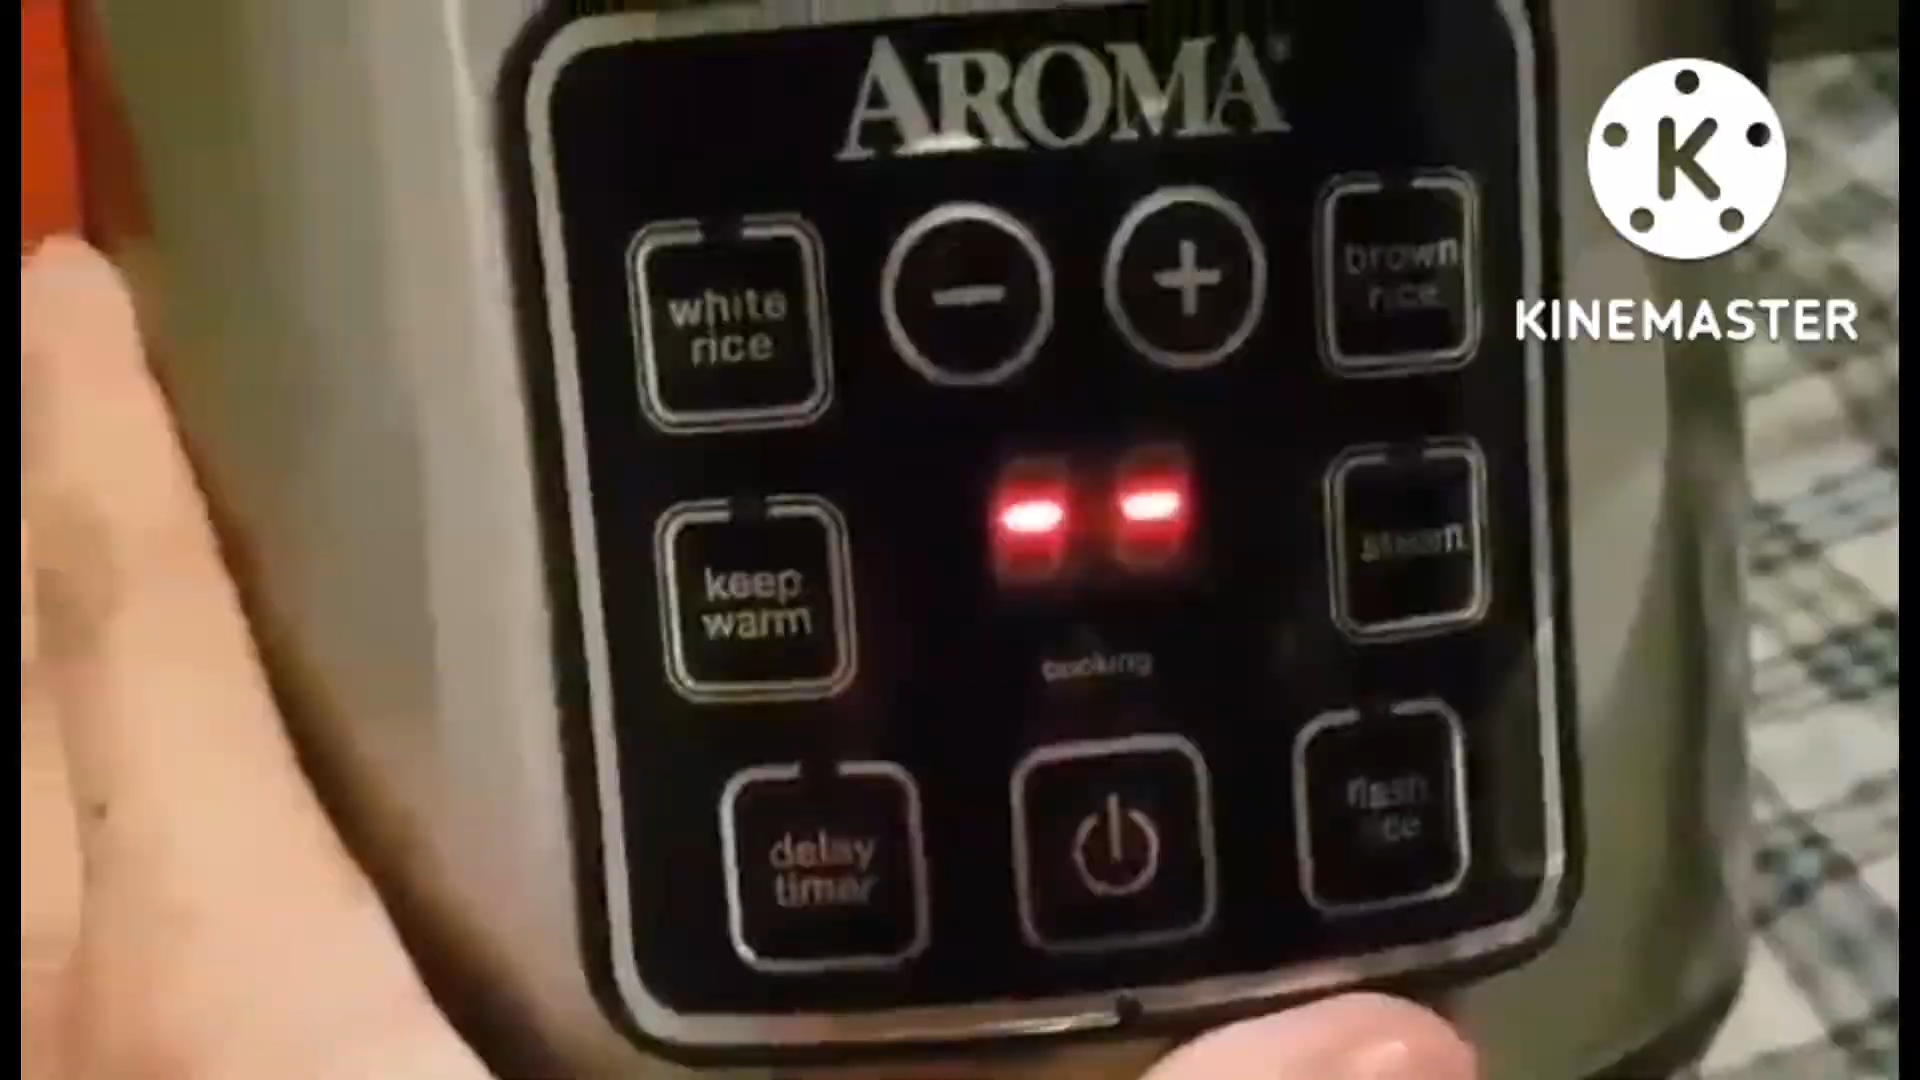 AROMA®
white
rice
−
+
brown
rice
K
KINEMASTER
keep
warm
- -
steam
cooking
delay
timer
flash
rice